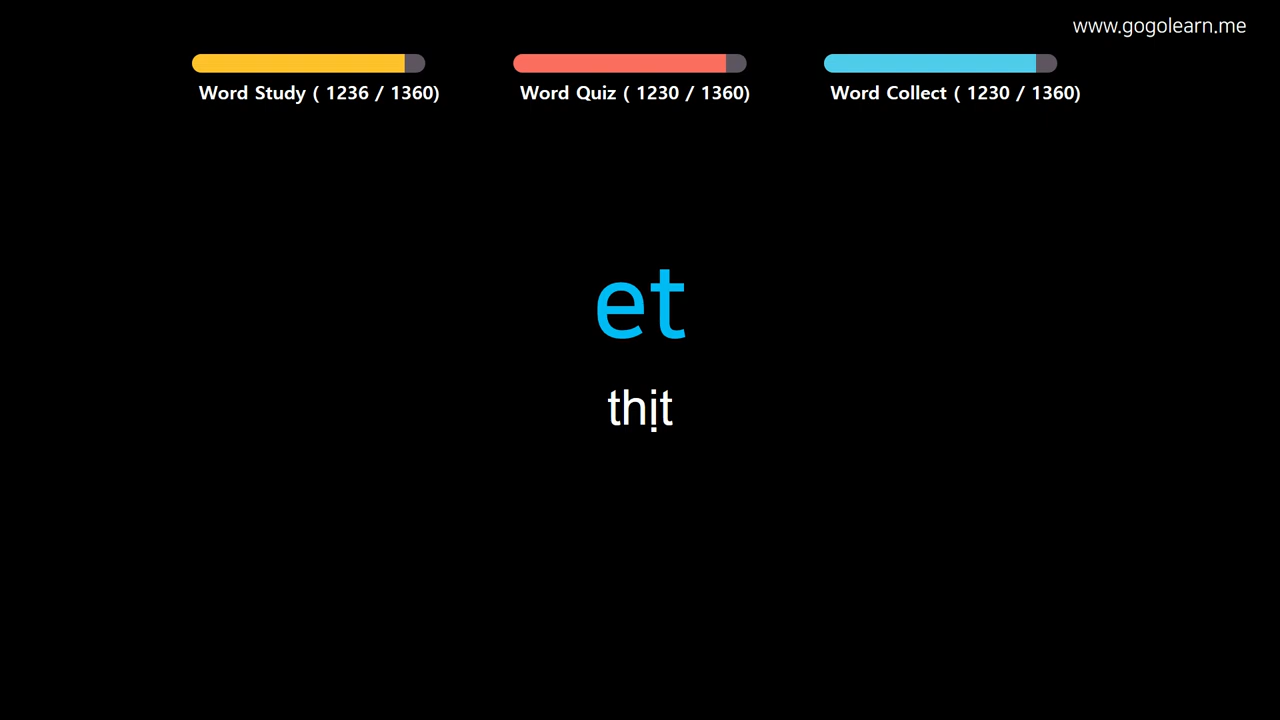 www.gogolearn.me
Word Study ( 1236 / 1360)
Word Quiz ( 1230 / 1360)
Word Collect ( 1230 / 1360)
et
thịt